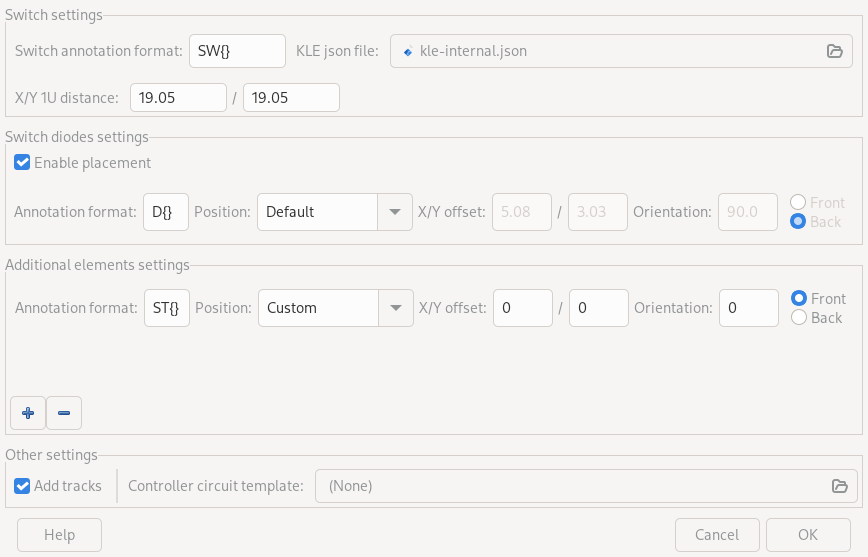 Switch settings
Switch annotation format: SW{} KLE json file: kle-internal.json
X/Y 1U distance: 19.05 / 19.05
Switch diodes settings
Enable placement
Annotation format: D{} Position: Default X/Y offset: 5.08 / 3.03 Orientation: 90.0 Front
Back
Additional elements settings
Annotation format: ST{} Position: Custom X/Y offset: 0 / 0 Orientation: 0 Front
Back
Other settings
Add tracks Controller circuit template: (None)
Help Cancel OK